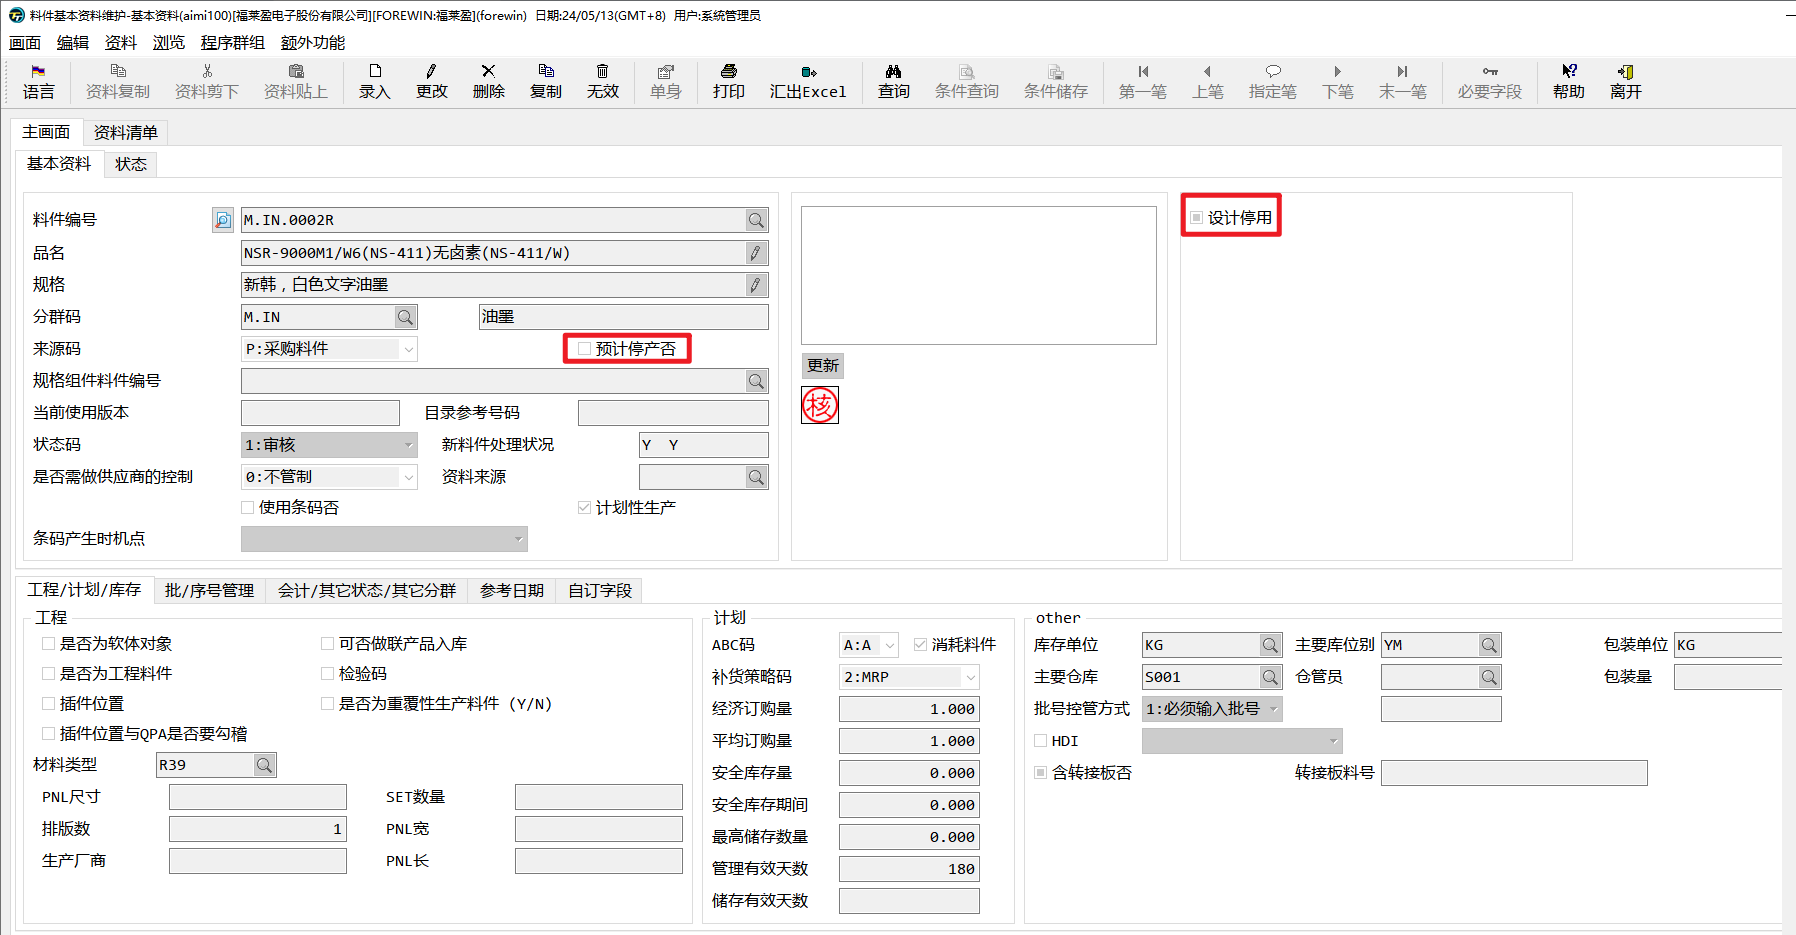 料件基本资料维护-基本资料(aimi100)[福莱盈电子股份有限公司][FOREWIN:福莱盈](forewin) 日期:24/05/13(GMT+8) 用户:系统管理员
画面 编辑 资料 浏览 程序群组 额外功能
语言 资料复制 资料剪下 资料贴上 录入 更改 删除 复制 无效 单身 打印 汇出Excel 查询 条件查询 条件储存 第一笔 上笔 指定笔 下笔 末一笔 必要字段 帮助 离开
主画面 资料清单
基本资料 状态
料件编号 M.IN.0002R
品名 NSR-9000M1/W6(NS-411)无卤素(NS-411/W)
规格 新韩，白色文字油墨
分群码 M.IN 油墨
来源码 P:采购料件 预计停产否
规格组件料件编号
当前使用版本 目录参考号码
状态码 1:审核 新料件处理状况 Y Y
是否需做供应商的控制 0:不管制 资料来源
使用条码否 计划性生产
条码产生时机点
更新
核
设计停用
工程/计划/库存 批/序号管理 会计/其它状态/其它分群 参考日期 自订字段
工程
是否为软体对象 可否做联产品入库
是否为工程料件 检验码
插件位置 是否为重覆性生产料件 (Y/N)
插件位置与QPA是否要勾稽
材料类型 R39
PNL尺寸 SET数量
排版数 1 PNL宽
生产厂商 PNL长
计划
ABC码 A:A 消耗料件
补货策略码 2:MRP
经济订购量 1.000
平均订购量 1.000
安全库存量 0.000
安全库存期间 0.000
最高储存数量 0.000
管理有效天数 180
储存有效天数
other
库存单位 KG 主要库位别 YM 包装单位 KG
主要仓库 S001 仓管员 包装量
批号控管方式 1:必须输入批号
HDI
含转接板否 转接板料号